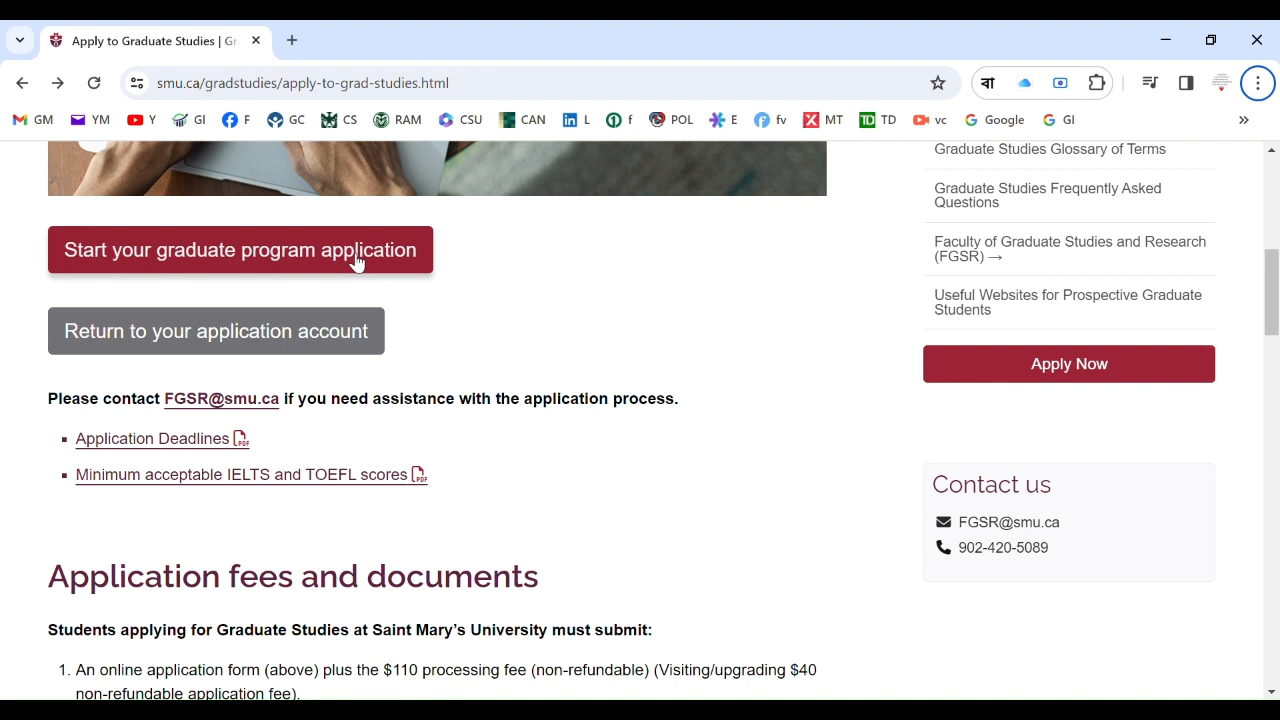 Apply to Graduate Studies | Gr
smu.ca/gradstudies/apply-to-grad-studies.html
বা
GM YM Y GI F GC CS RAM CSU CAN L f POL E fv MT TD vc Google GI
Graduate Studies Glossary of Terms
Graduate Studies Frequently Asked
Questions
Faculty of Graduate Studies and Research
(FGSR) →
Useful Websites for Prospective Graduate
Students
Apply Now
Contact us
FGSR@smu.ca
902-420-5089
Start your graduate program application
Return to your application account
Please contact FGSR@smu.ca if you need assistance with the application process.
Application Deadlines
Minimum acceptable IELTS and TOEFL scores
Application fees and documents
Students applying for Graduate Studies at Saint Mary's University must submit:
1. An online application form (above) plus the $110 processing fee (non-refundable) (Visiting/upgrading $40
non-refundable application fee).